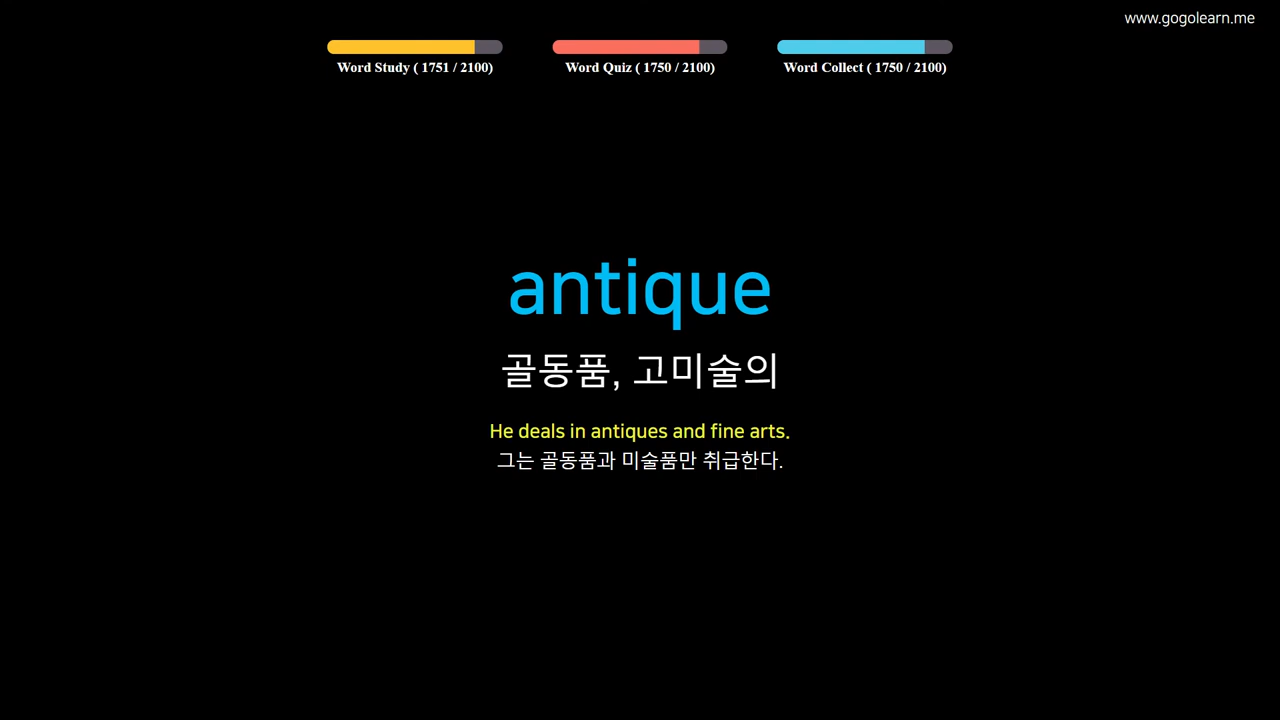 www.gogolearn.me
Word Study ( 1751 / 2100)
Word Quiz ( 1750 / 2100)
Word Collect ( 1750 / 2100)
antique
골동품, 고미술의
He deals in antiques and fine arts.
그는 골동품과 미술품만 취급한다.